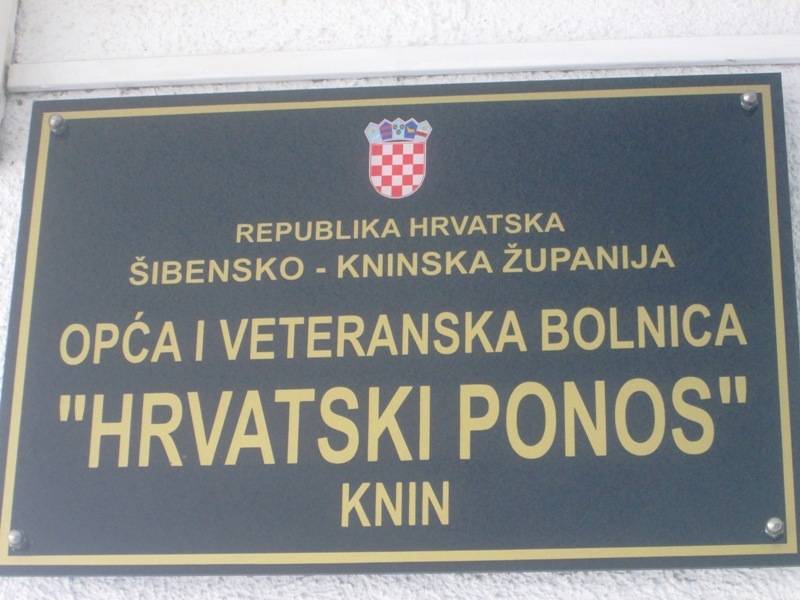 REPUBLIKA HRVATSKA
ŠIBENSKO - KNINSKA ŽUPANIJA
OPĆA I VETERANSKA BOLNICA
"HRVATSKI PONOS"
KNIN